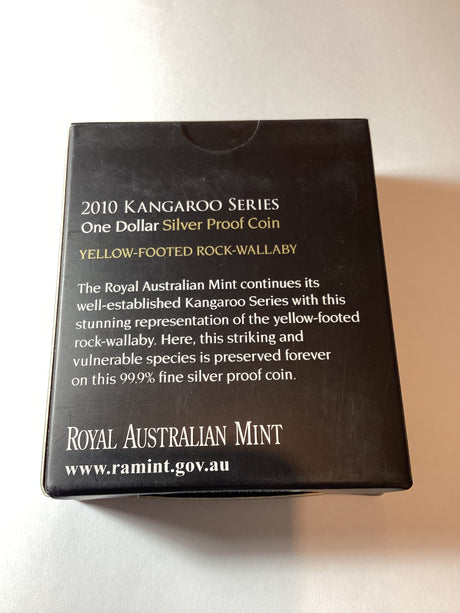 2010 KANGAROO SERIES
One Dollar Silver Proof Coin
YELLOW-FOOTED ROCK-WALLABY
The Royal Australian Mint continues its
well-established Kangaroo Series with this
stunning representation of the yellow-footed
rock-wallaby. Here, this striking and
vulnerable species is preserved forever
on this 99.9% fine silver proof coin.
ROYAL AUSTRALIAN MINT
www.ramint.gov.au